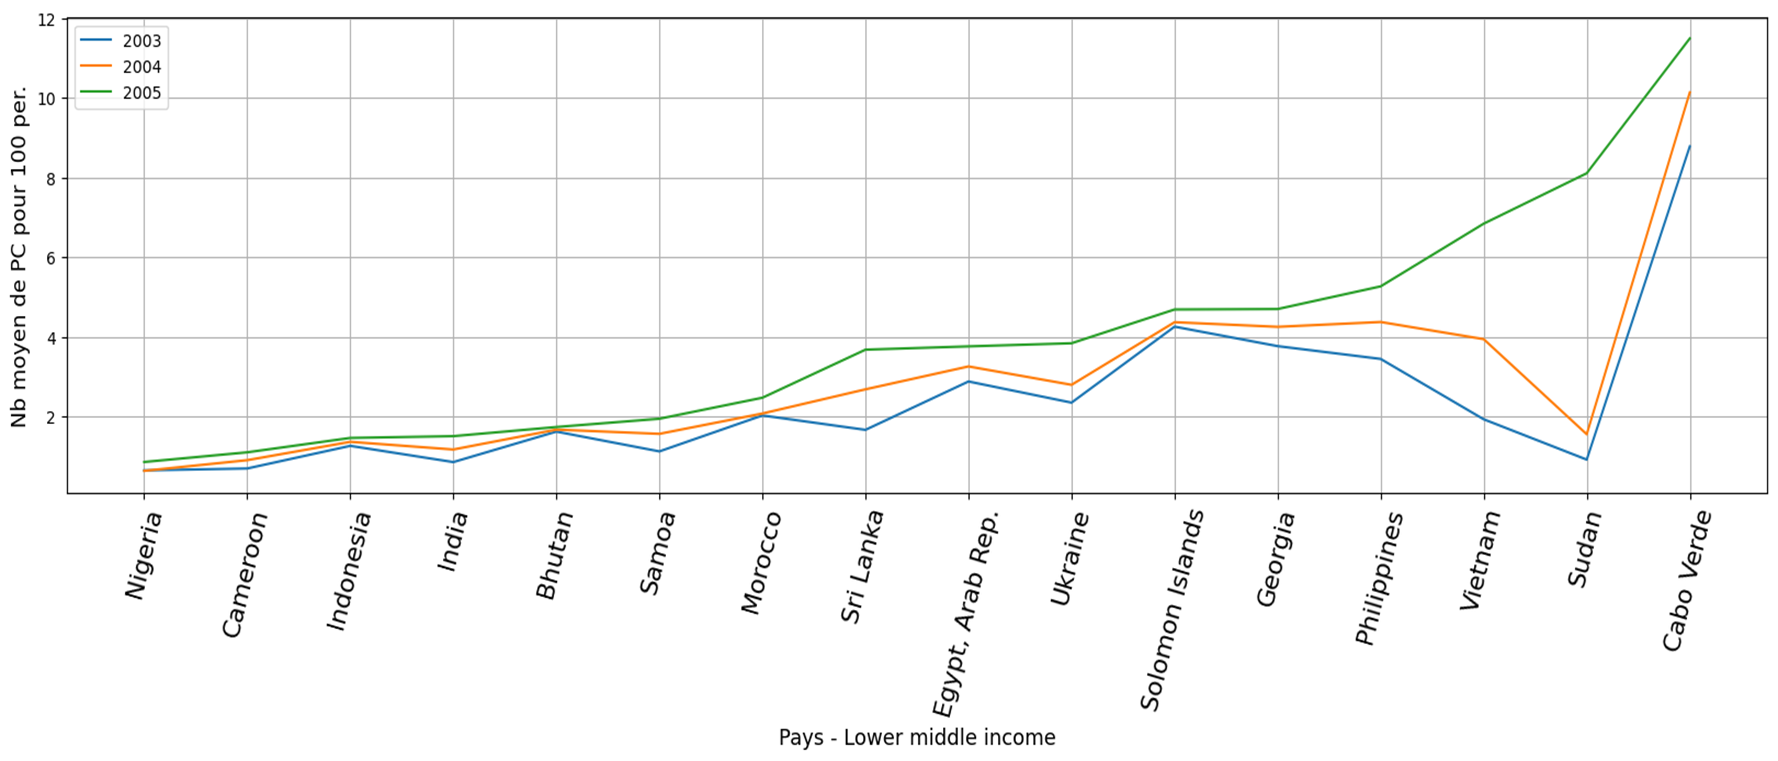 12
10
8
6
4
2
Nb moyen de PC pour 100 per.
2003
2004
2005
Nigeria
Cameroon
Indonesia
India
Bhutan
Samoa
Morocco
Sri Lanka
Egypt, Arab Rep.
Ukraine
Solomon Islands
Georgia
Philippines
Vietnam
Sudan
Cabo Verde
Pays - Lower middle income